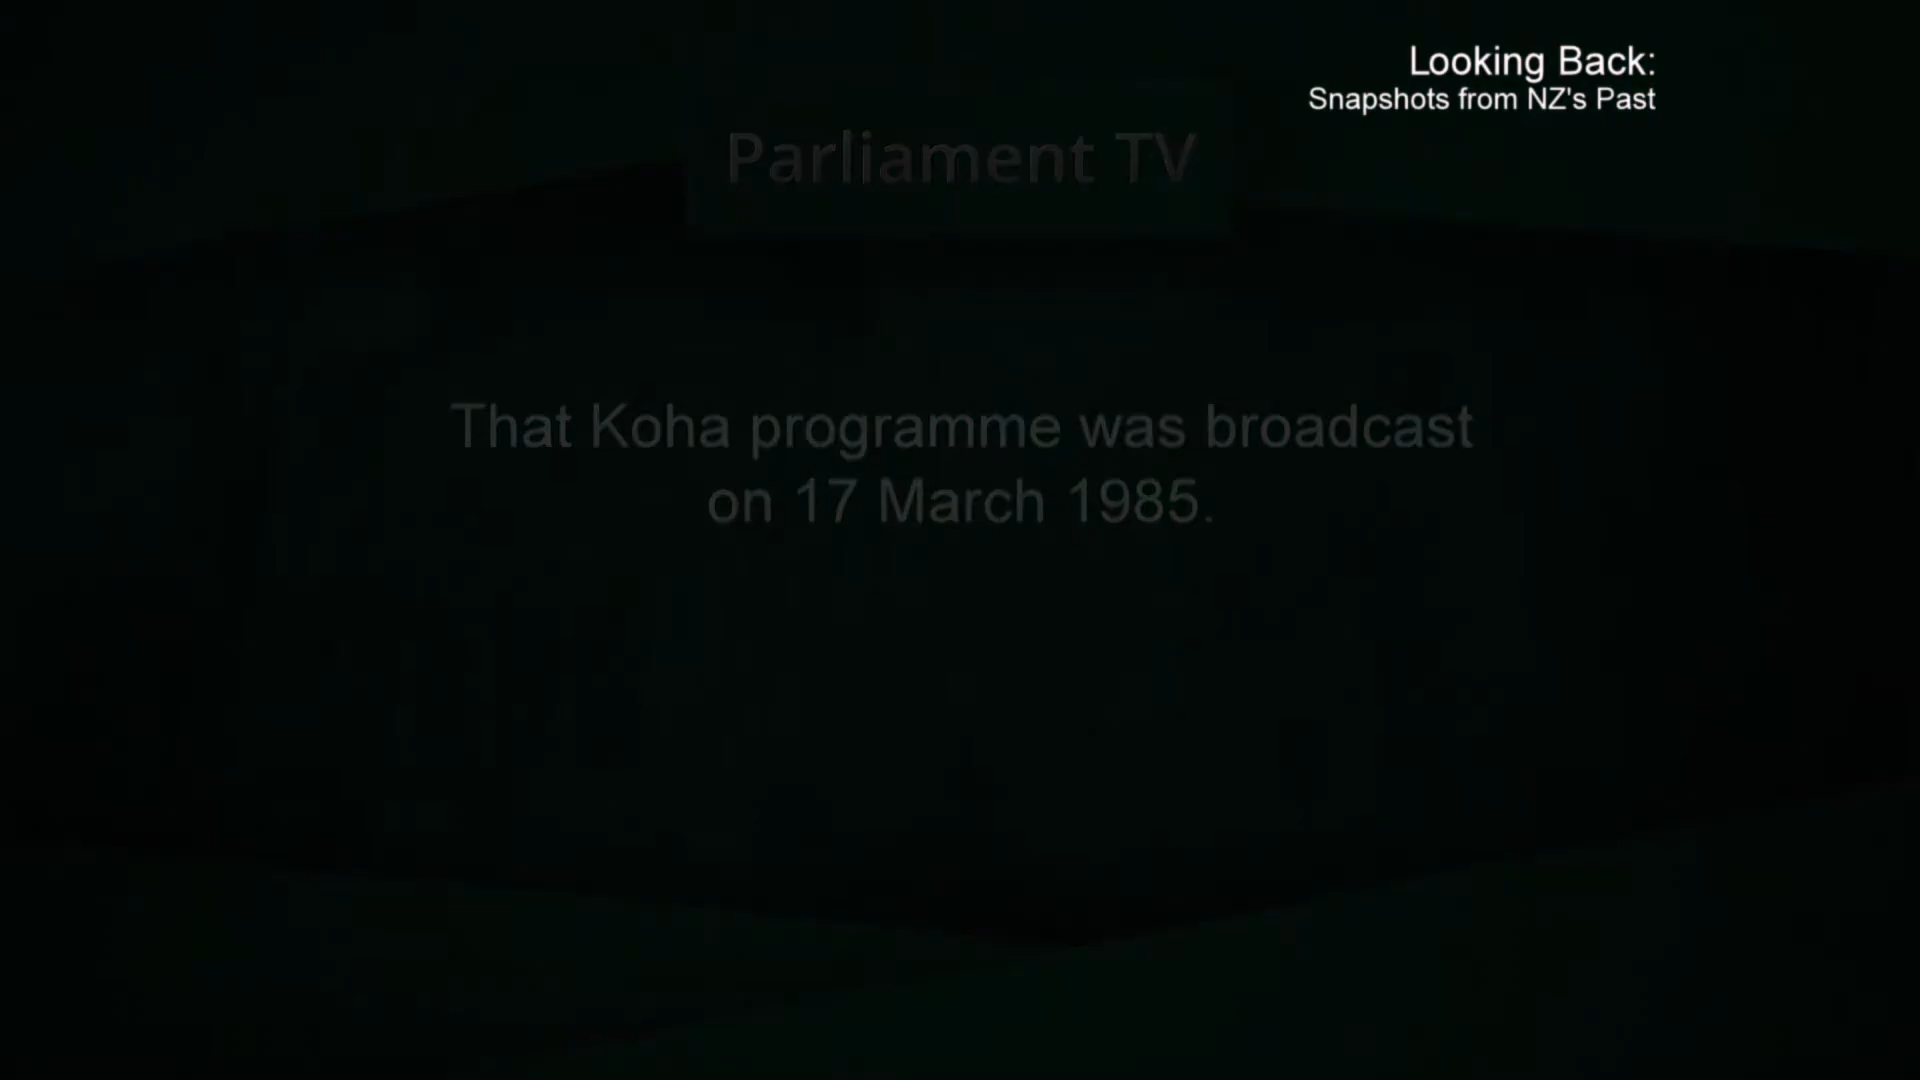 Looking Back:
Snapshots from NZ's Past
Parliament TV
That Koha programme was broadcast
on 17 March 1985.